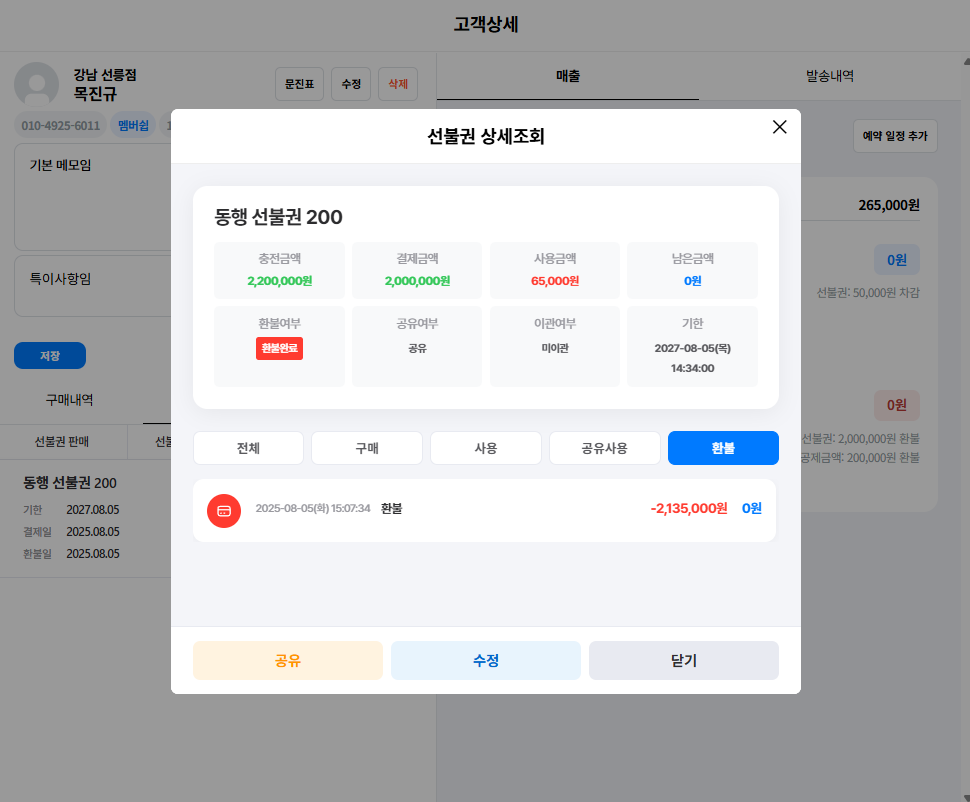 고객상세
강남 선릉점
목진규
문진표
수정
삭제
매출
발송내역
010-4925-6011
멤버쉽
기본 메모임
특이사항임
저장
구매내역
선불권 판매
동행 선불권 200
기한 2027.08.05
결제일 2025.08.05
환불일 2025.08.05
예약 일정 추가
265,000원
0원
선불권: 50,000원 차감
0원
선불권: 2,000,000원 환불
공제금액: 200,000원 환불
선불권 상세조회
동행 선불권 200
충전금액 결제금액 사용금액 남은금액
2,200,000원 2,000,000원 65,000원 0원
환불여부 공유여부 이관여부 기한
환불완료 공유 미이관 2027-08-05(목)
14:34:00
전체 구매 사용 공유사용 환불
2025-08-05(화) 15:07:34 환불 -2,135,000원 0원
공유 수정 닫기